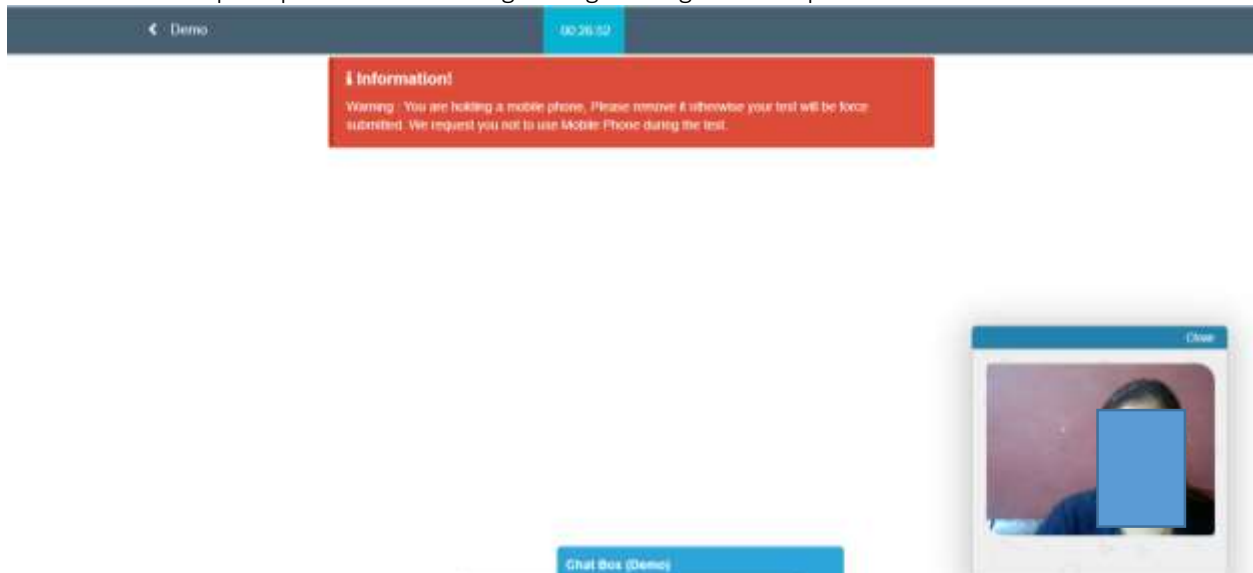 Demo
00:26:52
Information!
Warning : You are holding a mobile phone, Please remove it otherwise your test will be force
submitted. We request you not to use Mobile Phone during the test.
Close
Chat Box (Demo)